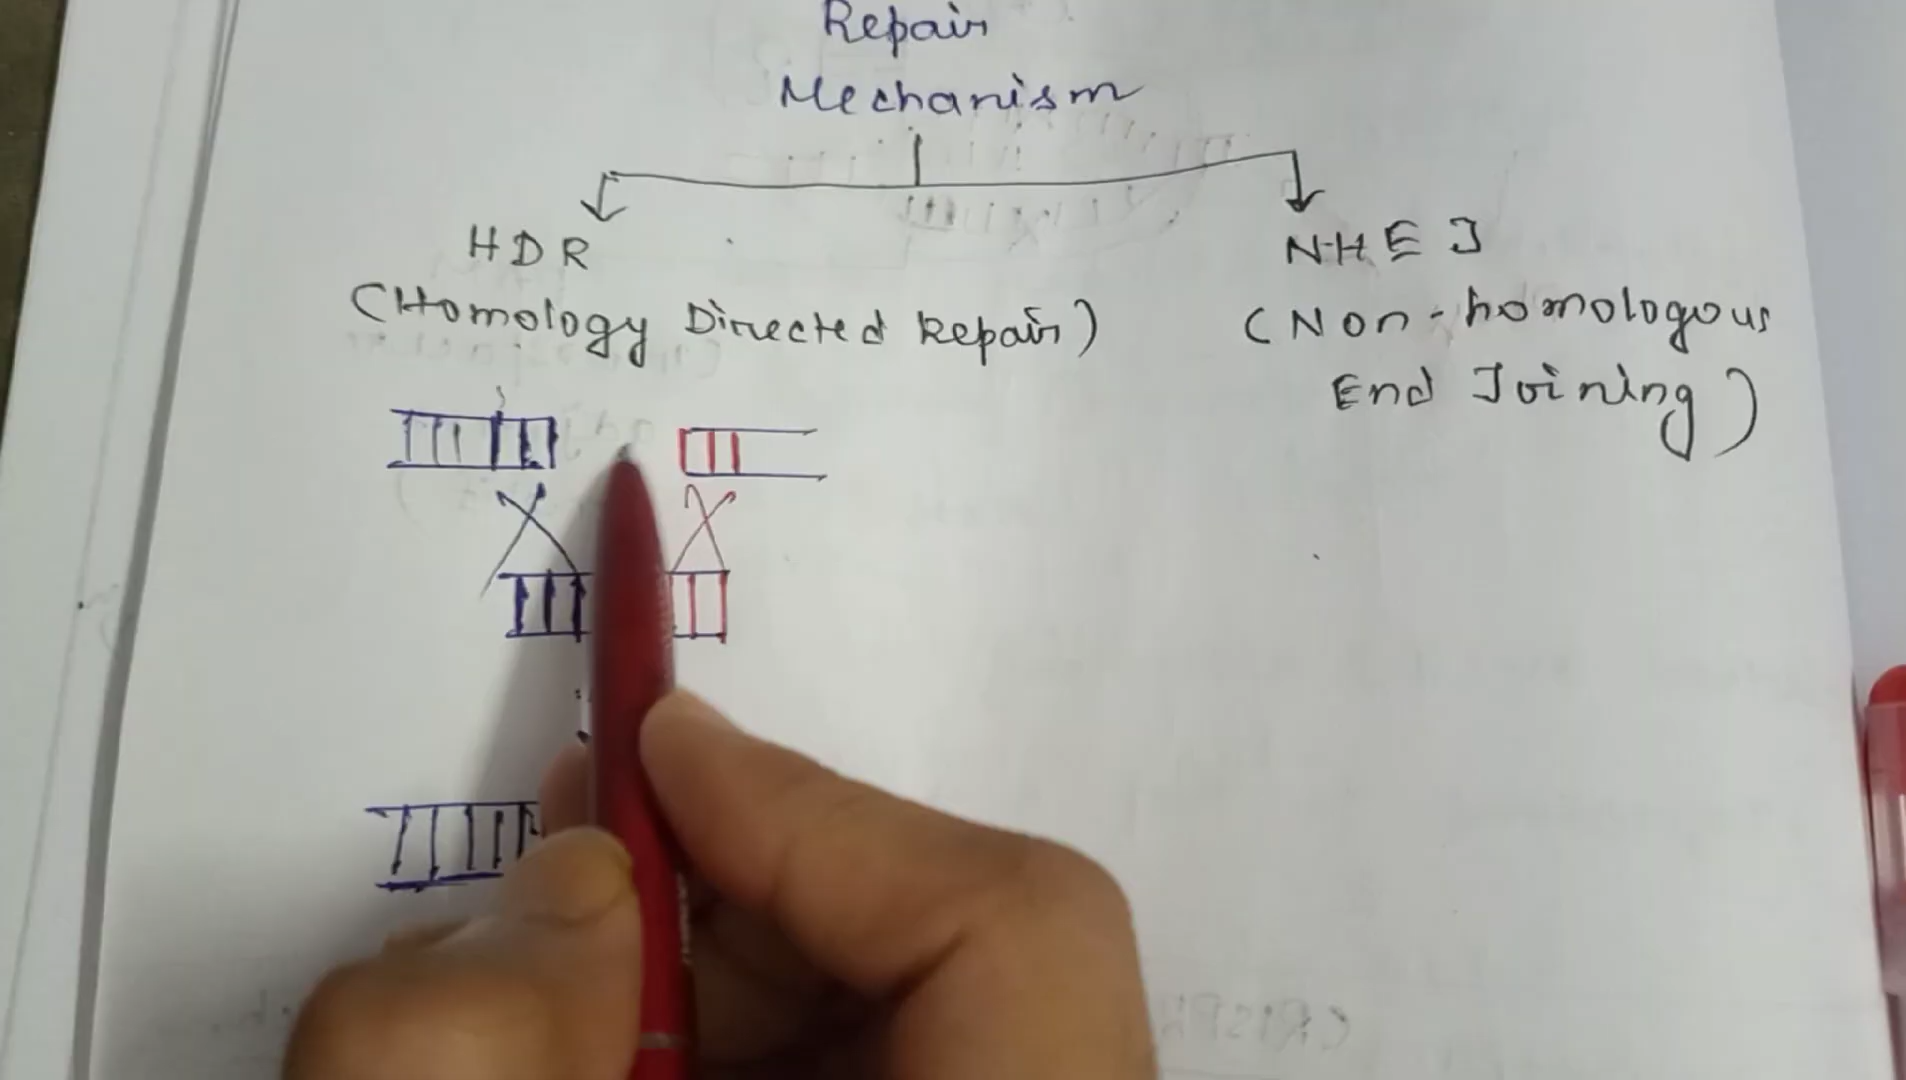 Repair
Mechanism
HDR
(Homology Directed Repair)
NHEJ
(Non-homologous
End Joining)